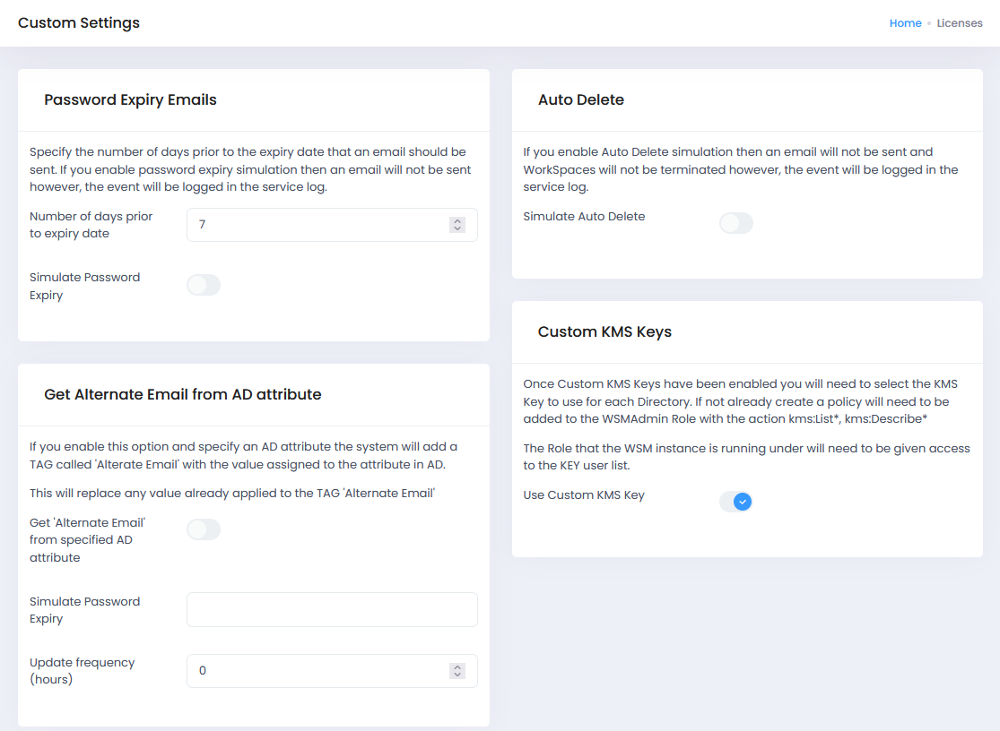 Custom Settings
Home
Licenses
Password Expiry Emails
Specify the number of days prior to the expiry date that an email should be
sent. If you enable password expiry simulation then an email will not be sent
however, the event will be logged in the service log.
Number of days prior
to expiry date
7
Simulate Password
Expiry
Get Alternate Email from AD attribute
If you enable this option and specify an AD attribute the system will add a
TAG called 'Alterate Email' with the value assigned to the attribute in AD.
This will replace any value already applied to the TAG 'Alternate Email'
Get 'Alternate Email'
from specified AD
attribute
Simulate Password
Expiry
Update frequency
(hours)
0
Auto Delete
If you enable Auto Delete simulation then an email will not be sent and
WorkSpaces will not be terminated however, the event will be logged in the
service log.
Simulate Auto Delete
Custom KMS Keys
Once Custom KMS Keys have been enabled you will need to select the KMS
Key to use for each Directory. If not already create a policy will need to be
added to the WSMAdmin Role with the action kms:List*, kms:Describe*
The Role that the WSM instance is running under will need to be given access
to the KEY user list.
Use Custom KMS Key